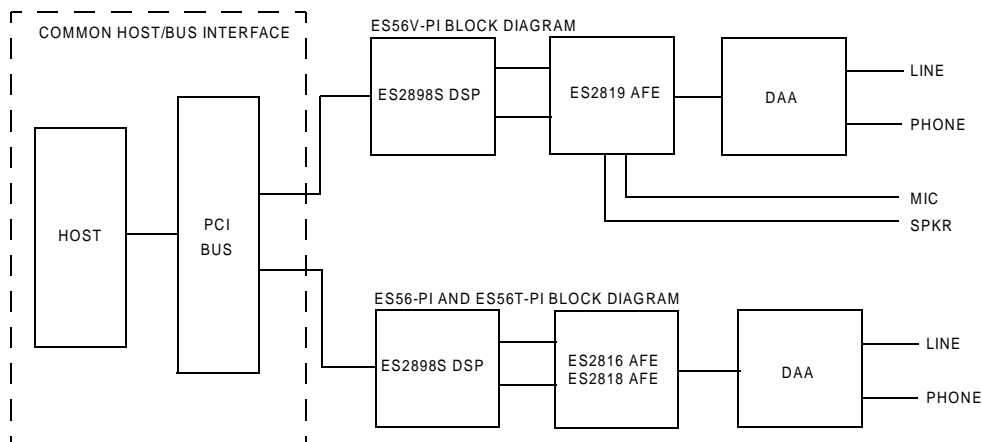 COMMON HOST/BUS INTERFACE
HOST
PCI
BUS
ES56V-PI BLOCK DIAGRAM
ES2898S DSP
ES2819 AFE
DAA
LINE
PHONE
MIC
SPKR
ES56-PI AND ES56T-PI BLOCK DIAGRAM
ES2898S DSP
ES2816 AFE
ES2818 AFE
DAA
LINE
PHONE